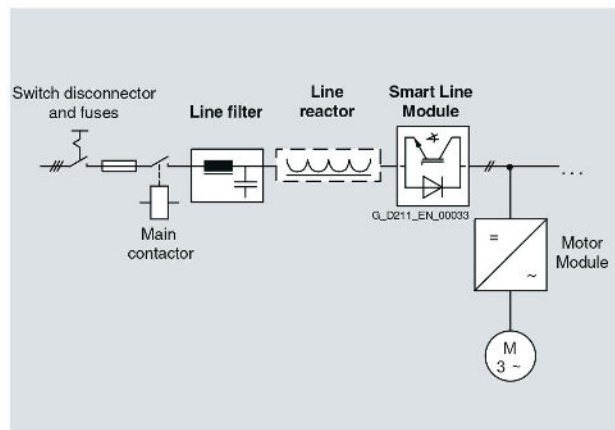 Switch disconnector
and fuses
Line filter
Line
reactor
Smart Line
Module
G_D211_EN_00033
Main
contactor
...
=
~
Motor
Module
M
3 ~